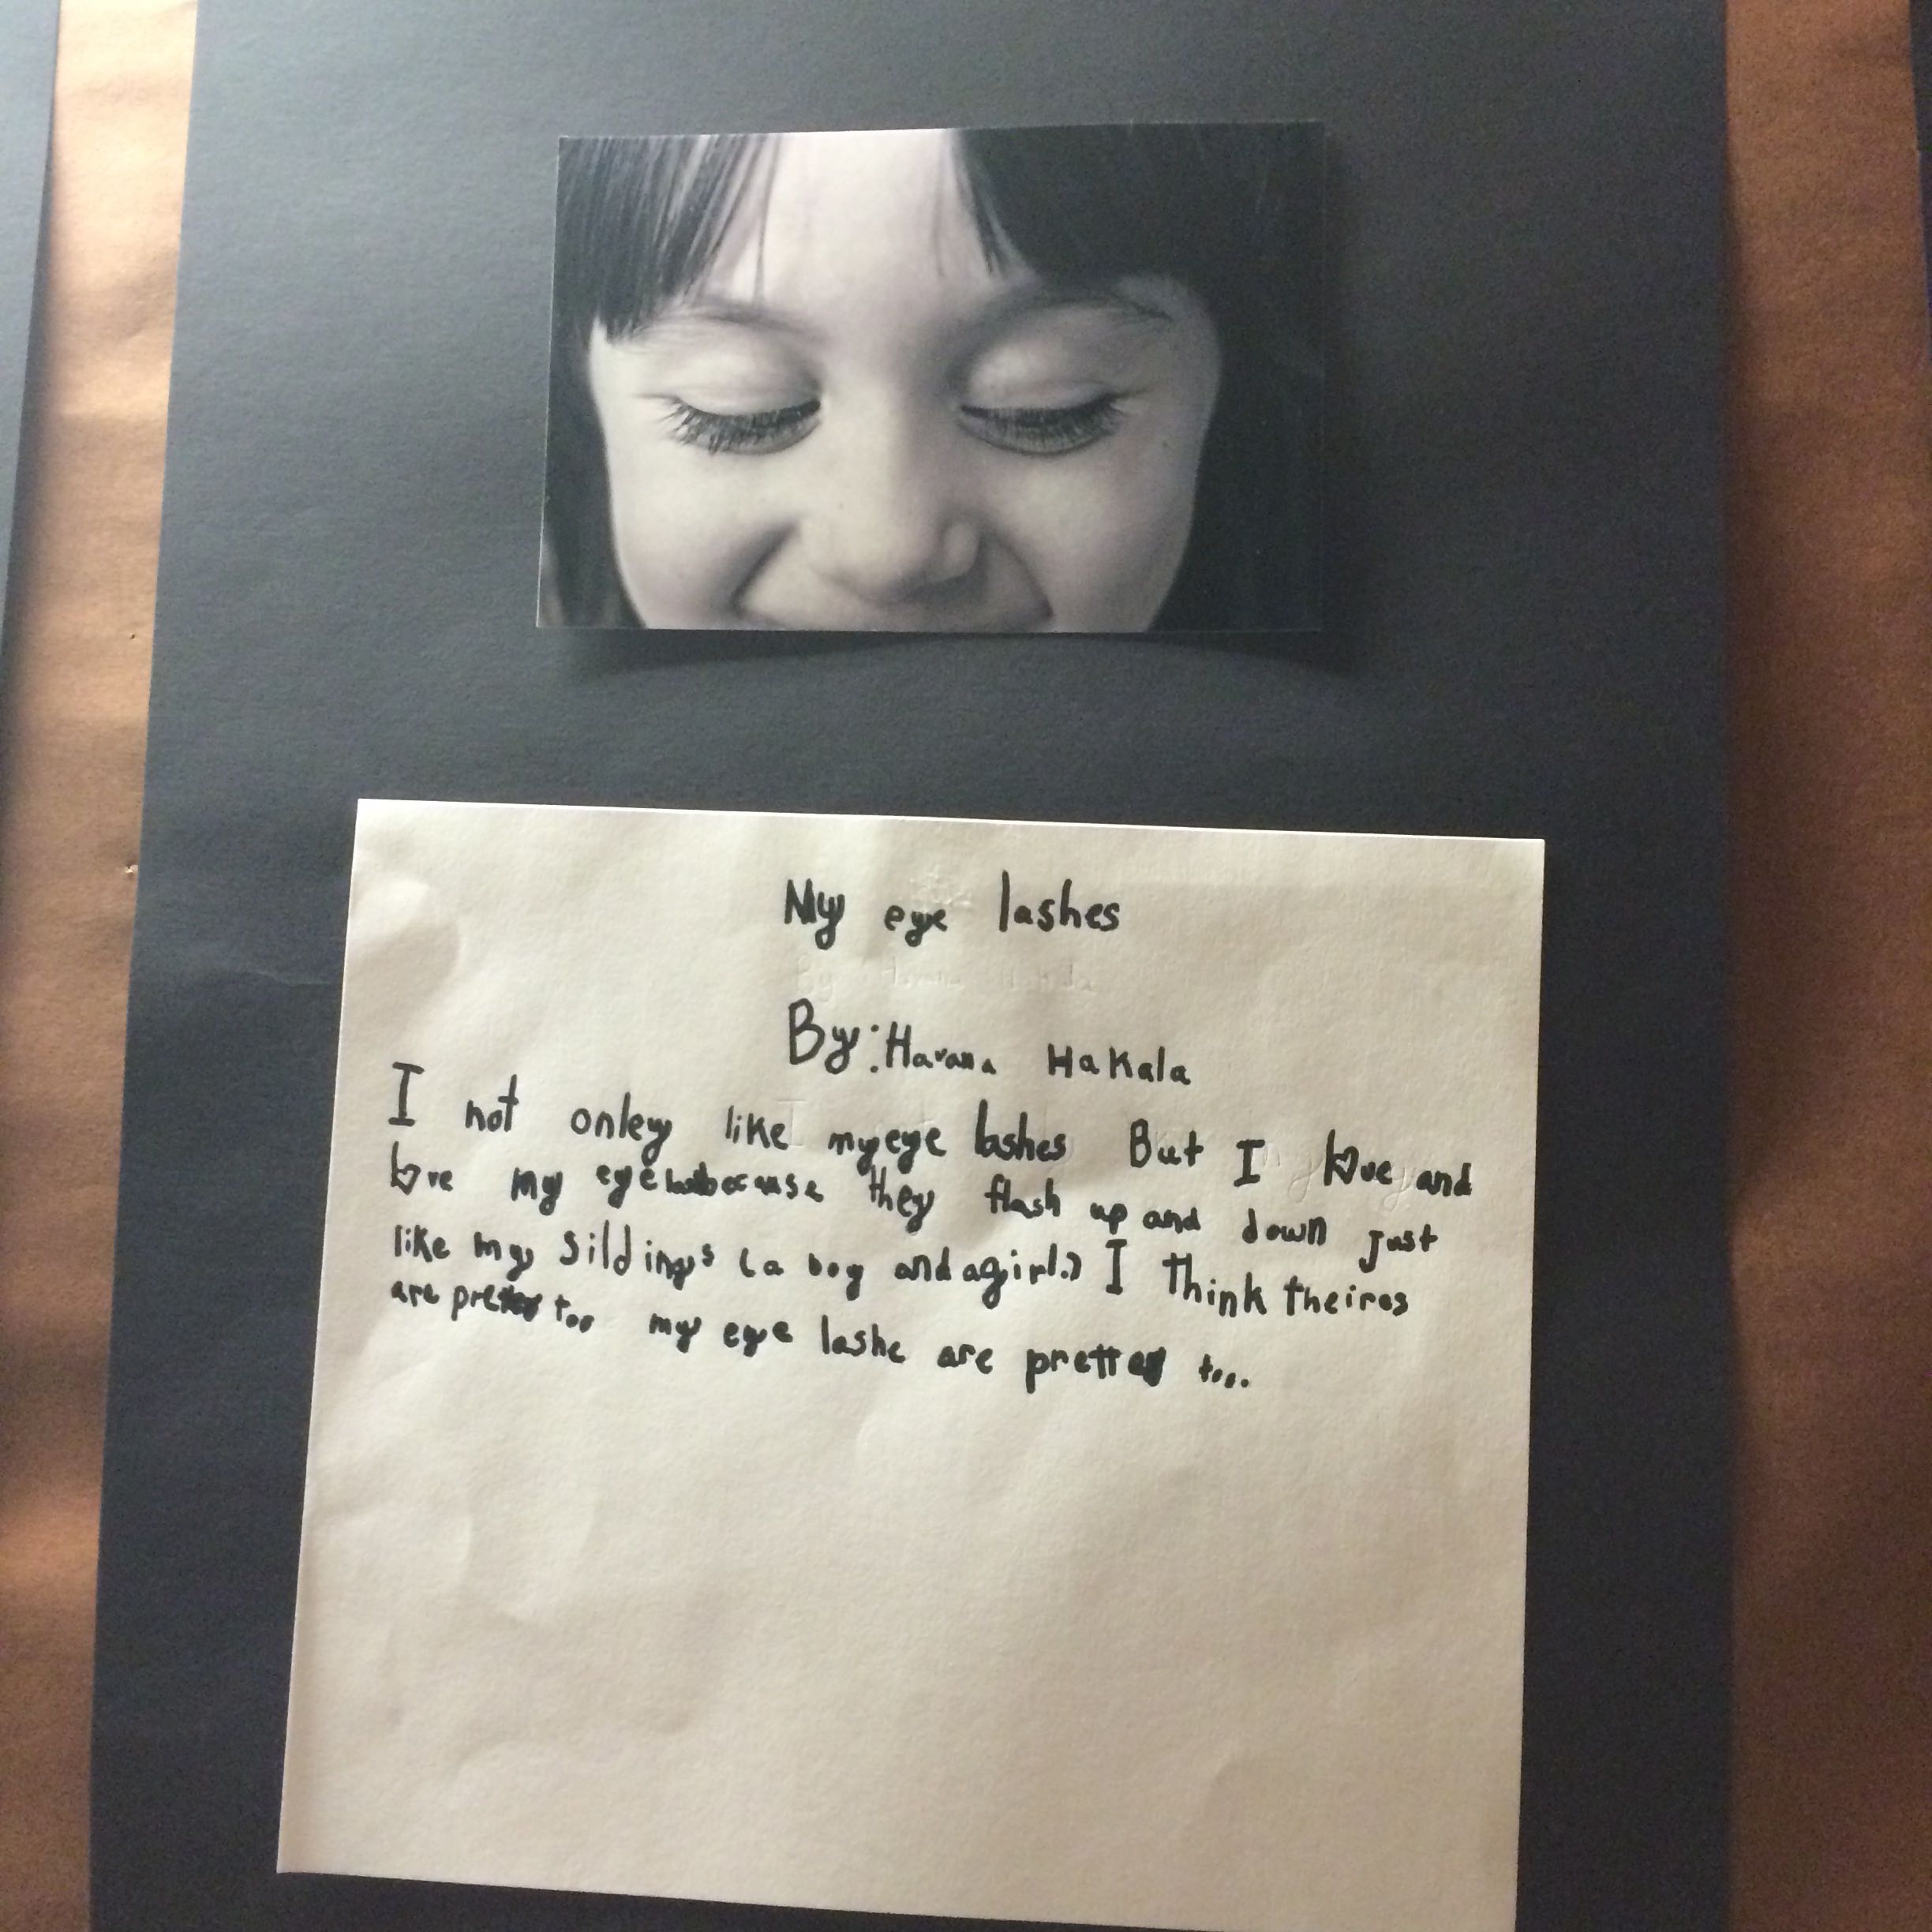 My eye lashes
By: Havana Hakala
I not onley like my eye lashes But I love and
love my eye because they flash up and down just
like my sildings (a boy and a girl.) I think theires
are too my eye lashe are prettey too.